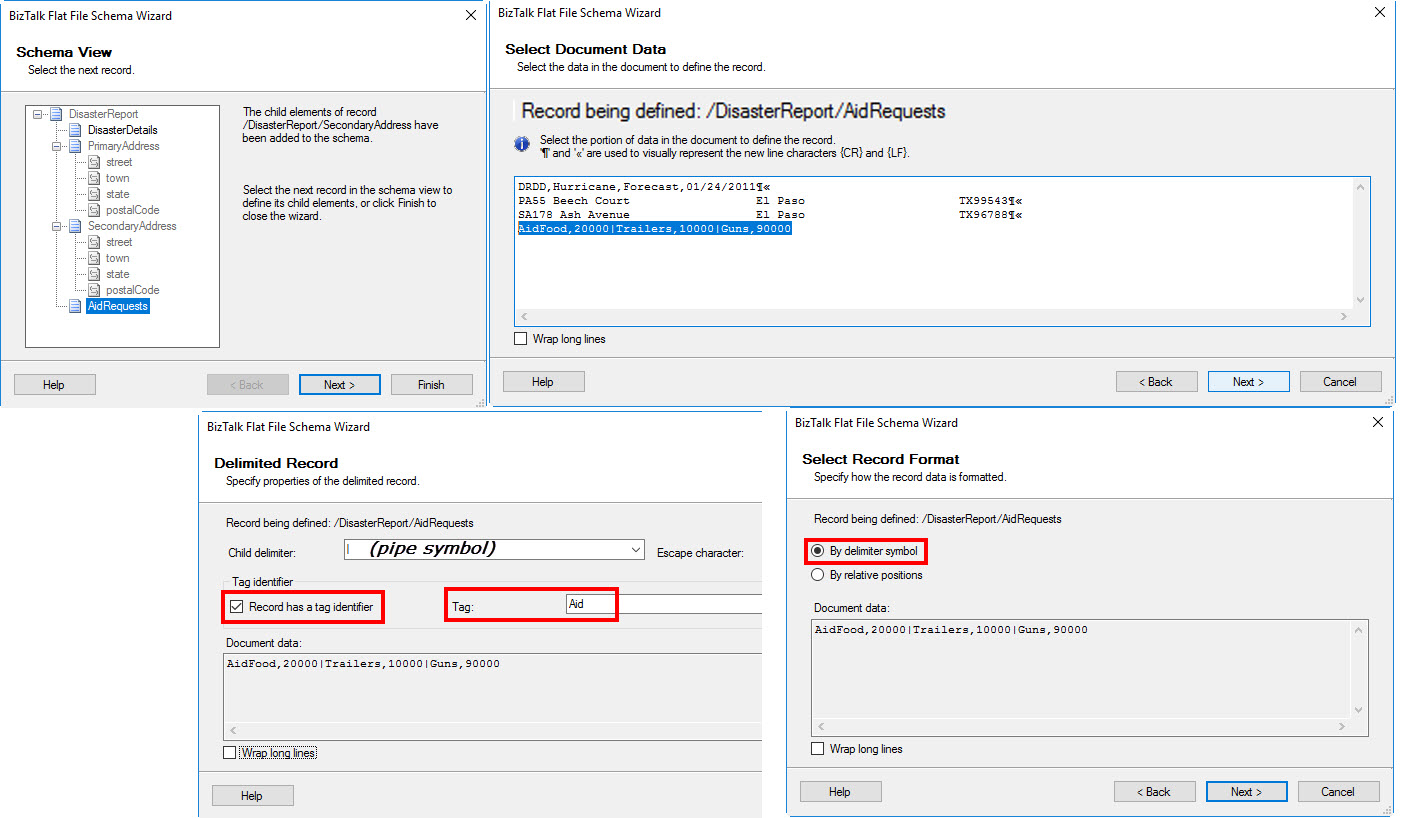 BizTalk Flat File Schema Wizard
Schema View
Select the next record.
DisasterReport
DisasterDetails
PrimaryAddress
street
town
state
postalCode
SecondaryAddress
street
town
state
postalCode
AidRequests
The child elements of record
/DisasterReport/SecondaryAddress have
been added to the schema.
Select the next record in the schema view to
define its child elements, or click Finish to
close the wizard.
Help
< Back
Next >
Finish
BizTalk Flat File Schema Wizard
Select Document Data
Select the data in the document to define the record.
Record being defined: /DisasterReport/AidRequests
Select the portion of data in the document to define the record.
'¶' and '«' are used to visually represent the new line characters {CR} and {LF}.
DRDD,Hurricane,Forecast,01/24/2011¶«
PA55 Beech Court El Paso TX99543¶«
SA178 Ash Avenue El Paso TX96788¶«
AidFood,20000|Trailers,10000|Guns,90000
Wrap long lines
Help
< Back
Next >
Cancel
BizTalk Flat File Schema Wizard
Delimited Record
Specify properties of the delimited record.
Record being defined: /DisasterReport/AidRequests
Child delimiter: | (pipe symbol) Escape character:
Tag identifier
Record has a tag identifier Tag: Aid
Document data:
AidFood,20000|Trailers,10000|Guns,90000
Wrap long lines
Help
BizTalk Flat File Schema Wizard
Select Record Format
Specify how the record data is formatted.
Record being defined: /DisasterReport/AidRequests
By delimiter symbol
By relative positions
Document data:
AidFood,20000|Trailers,10000|Guns,90000
Wrap long lines
Help
< Back
Next >
Cancel